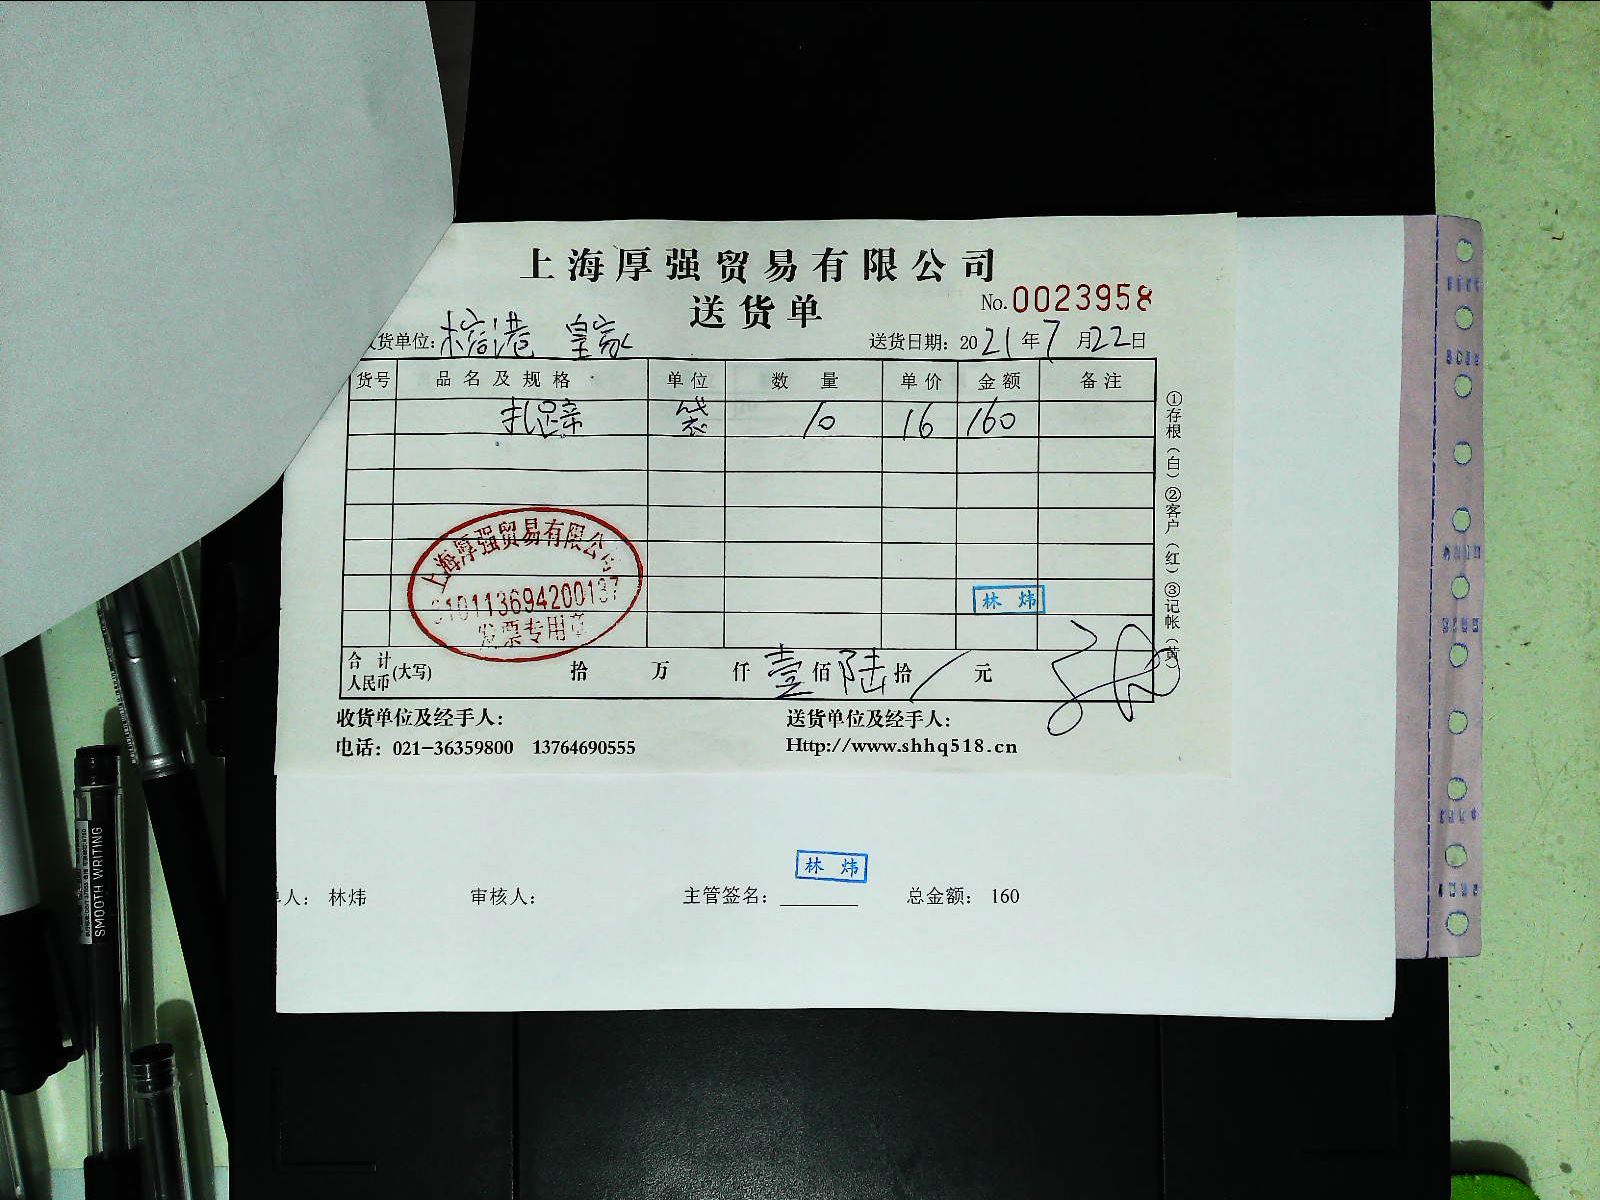 上海厚强贸易有限公司
送货单
No. 0023958
货单位: 港 皇家
送货日期: 2021年7月22日
货号 品名及规格 单位 数量 单价 金额 备注
扎蹄 袋 10 16 160
①存根（白）②客户（红）③记帐（黄）
上海厚强贸易有限公司
310113694200137
发票专用章
林炜
合计人民币(大写) 拾 万 仟 壹佰 陆拾 / 元
收货单位及经手人:
送货单位及经手人:
电话: 021-36359800 13764690555
Http://www.shhq518.cn
林炜
人: 林炜 审核人: 主管签名: 总金额: 160
SMOOTH WRITING